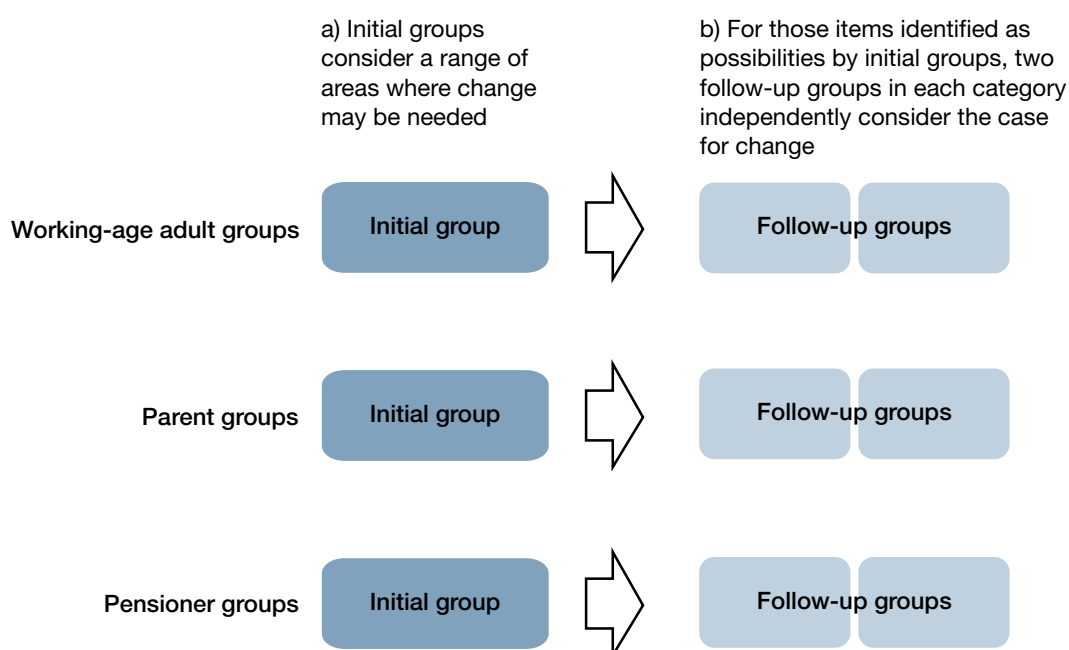 a) Initial groups
consider a range of
areas where change
may be needed
b) For those items identified as
possibilities by initial groups, two
follow-up groups in each category
independently consider the case
for change
Working-age adult groups
Initial group
Follow-up groups
Parent groups
Initial group
Follow-up groups
Pensioner groups
Initial group
Follow-up groups